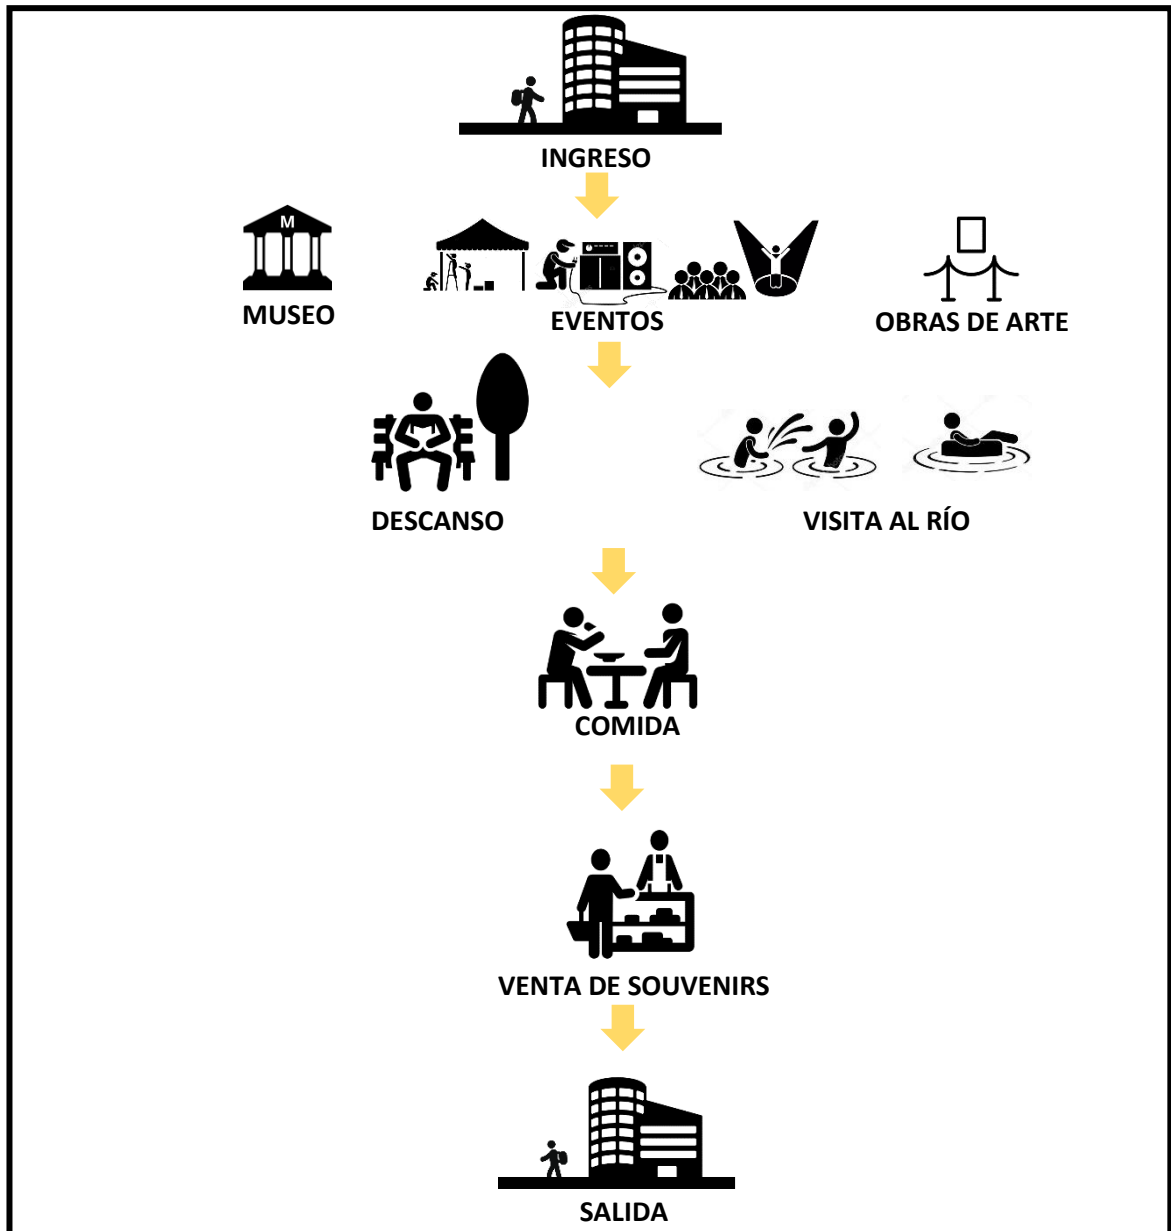 INGRESO
M
MUSEO
EVENTOS
OBRAS DE ARTE
DESCANSO
VISITA AL RÍO
COMIDA
VENTA DE SOUVENIRS
SALIDA